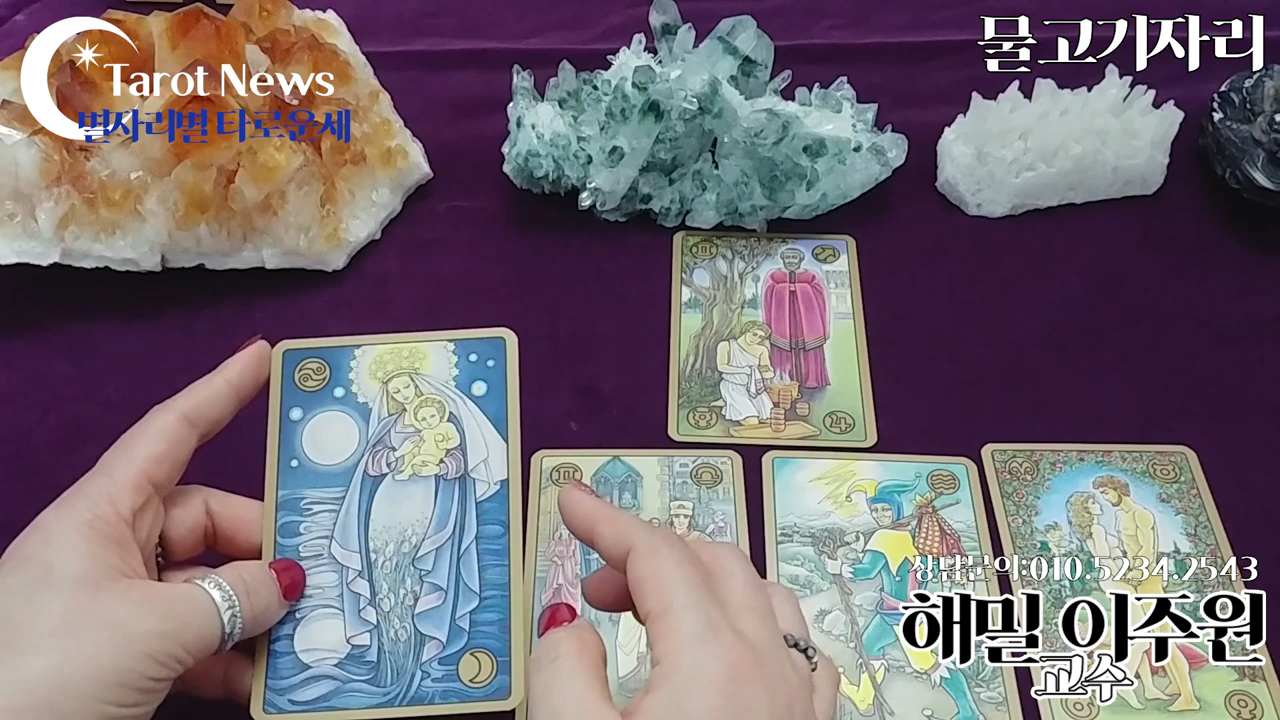 Tarot News
별자리별 타로운세
물고기자리
상담문의:010.5234.2543
해밀 이주원
교수